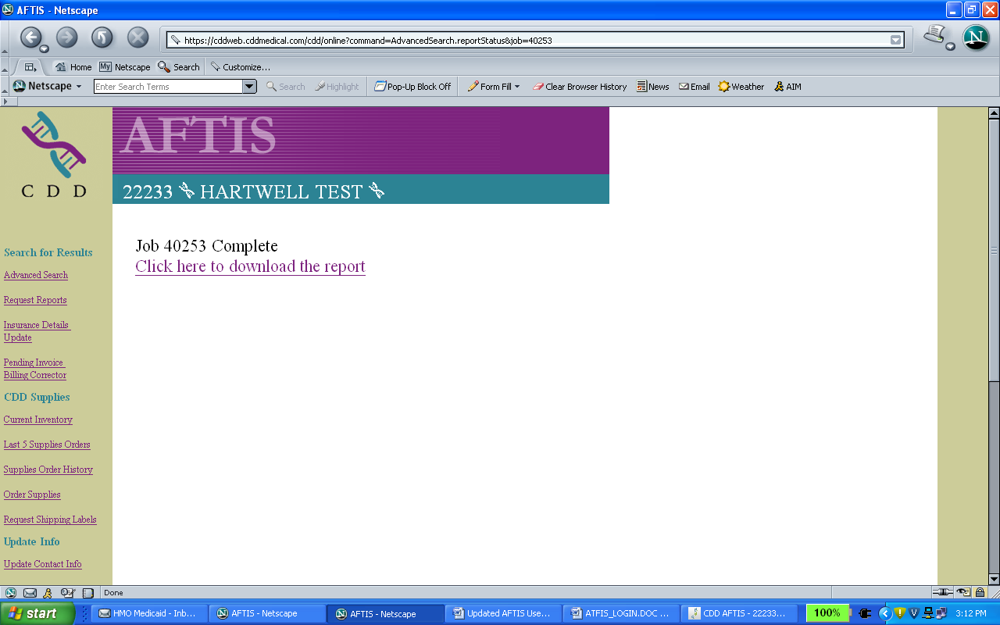 AFTIS - Netscape
https://cddweb.cddmedical.com/cdd/online?command=AdvancedSearch.reportStatus&job=40253
N
Home My Netscape Search Customize...
Netscape Enter Search Terms Search Highlight Pop-Up Block Off Form Fill Clear Browser History News Email Weather AIM
AFTIS
CDD
22233 HARTWELL TEST
Job 40253 Complete
Click here to download the report
Search for Results
Advanced Search
Request Reports
Insurance Details
Update
Pending Invoice
Billing Corrector
CDD Supplies
Current Inventory
Last 5 Supplies Orders
Supplies Order History
Order Supplies
Request Shipping Labels
Update Info
Update Contact Info
Done
start HMO Medicaid - Inb... AFTIS - Netscape AFTIS - Netscape Updated AFTIS Use... ATFIS_LOGIN.DOC ... CDD AFTIS - 22233... 100% V 3:12 PM